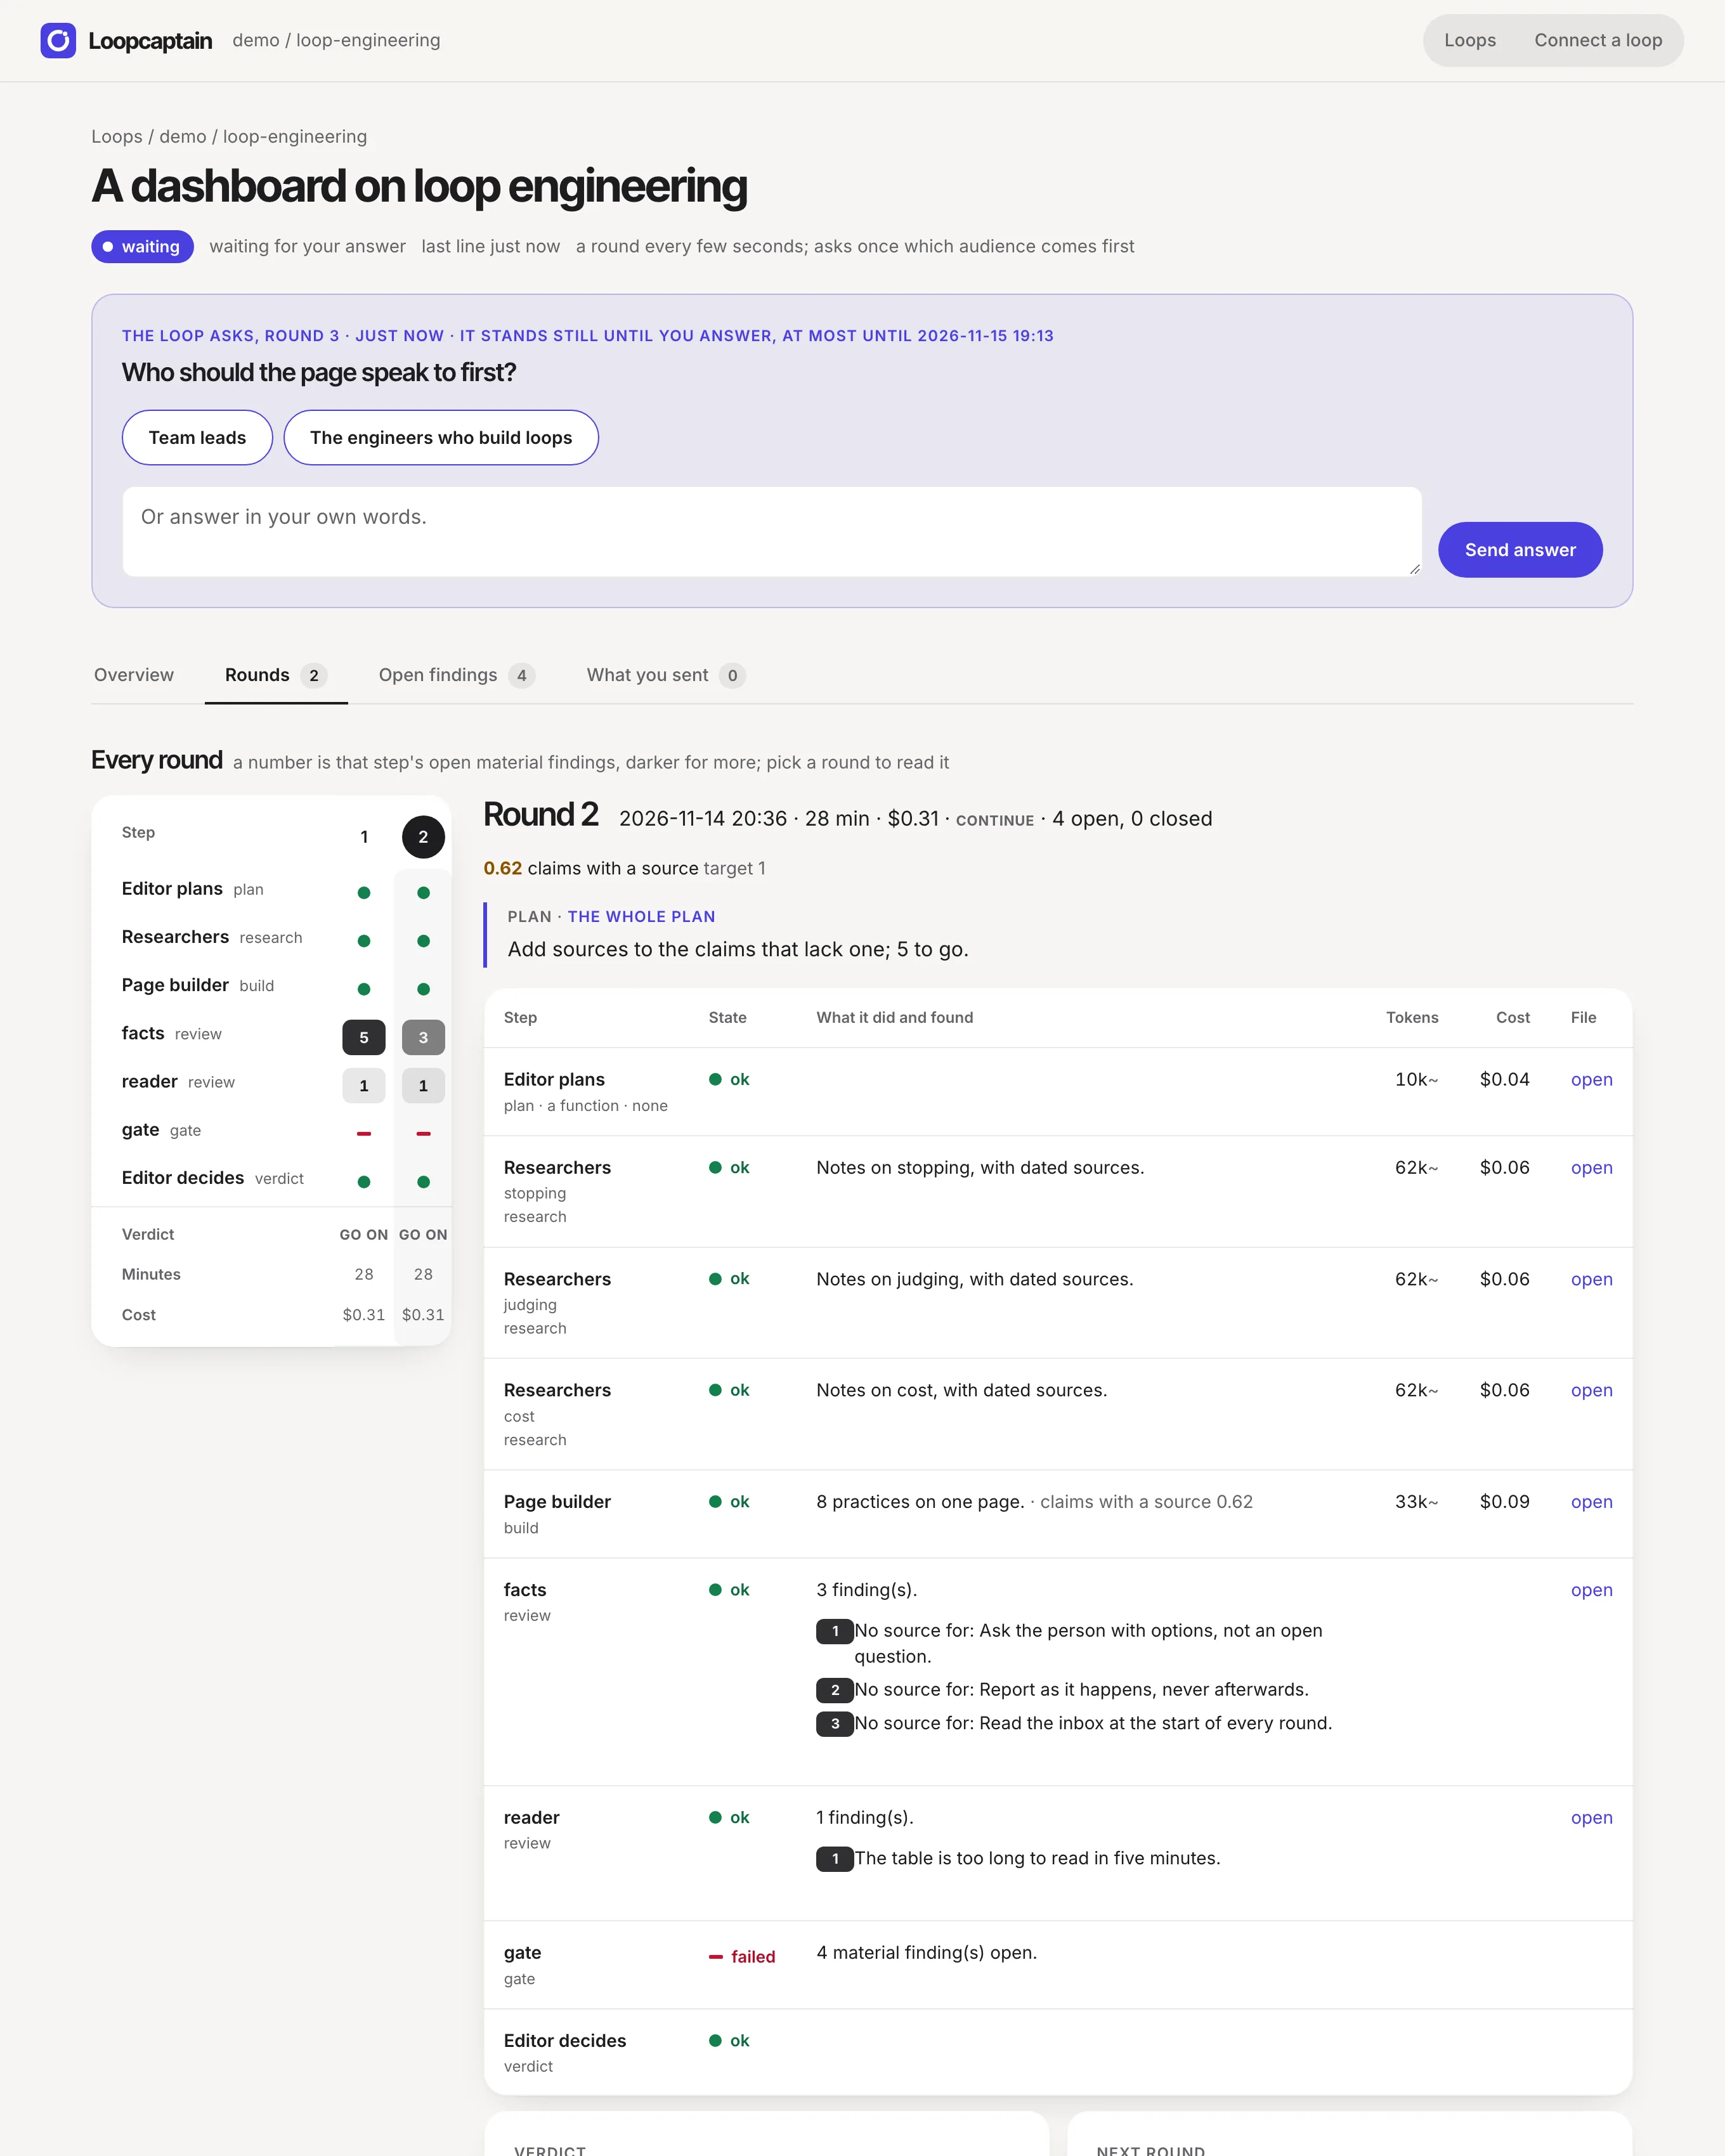 Loopcaptain demo / loop-engineering Loops Connect a loop
Loops / demo / loop-engineering
A dashboard on loop engineering
waiting waiting for your answer last line just now a round every few seconds; asks once which audience comes first
THE LOOP ASKS, ROUND 3 · JUST NOW · IT STANDS STILL UNTIL YOU ANSWER, AT MOST UNTIL 2026-11-15 19:13
Who should the page speak to first?
Team leads The engineers who build loops
Or answer in your own words.
Send answer
Overview Rounds 2 Open findings 4 What you sent 0
Every round a number is that step's open material findings, darker for more; pick a round to read it
Step 1 2
Editor plans plan
Researchers research
Page builder build
facts review 5 3
reader review 1 1
gate gate
Editor decides verdict
Verdict GO ON GO ON
Minutes 28 28
Cost $0.31 $0.31
Round 2 2026-11-14 20:36 · 28 min · $0.31 · CONTINUE · 4 open, 0 closed
0.62 claims with a source target 1
PLAN · THE WHOLE PLAN
Add sources to the claims that lack one; 5 to go.
Step State What it did and found Tokens Cost File
Editor plans ok 10k~ $0.04 open
plan · a function · none
Researchers ok Notes on stopping, with dated sources. 62k~ $0.06 open
stopping
research
Researchers ok Notes on judging, with dated sources. 62k~ $0.06 open
judging
research
Researchers ok Notes on cost, with dated sources. 62k~ $0.06 open
cost
research
Page builder ok 8 practices on one page. · claims with a source 0.62 33k~ $0.09 open
build
facts ok 3 finding(s). open
review
1 No source for: Ask the person with options, not an open
question.
2 No source for: Report as it happens, never afterwards.
3 No source for: Read the inbox at the start of every round.
reader ok 1 finding(s). open
review
1 The table is too long to read in five minutes.
gate failed 4 material finding(s) open.
gate
Editor decides ok
verdict
VERDICT NEXT ROUND